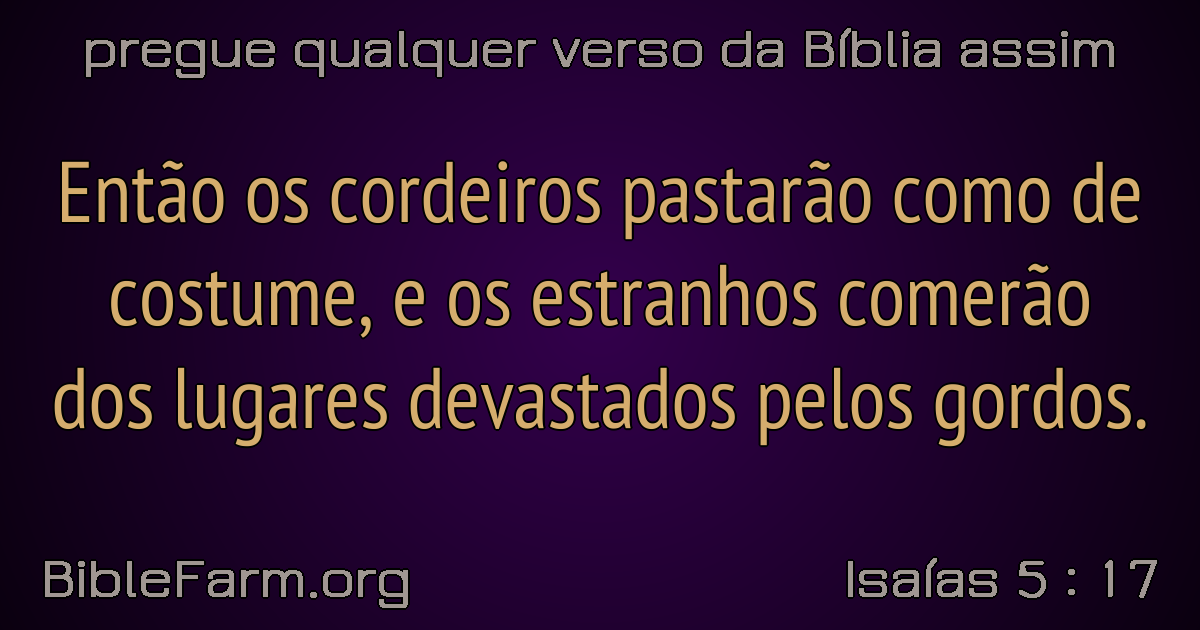 pregue qualquer verso da Bíblia assim
Então os cordeiros pastarão como de
costume, e os estranhos comerão
dos lugares devastados pelos gordos.
BibleFarm.org
Isaías 5 : 17